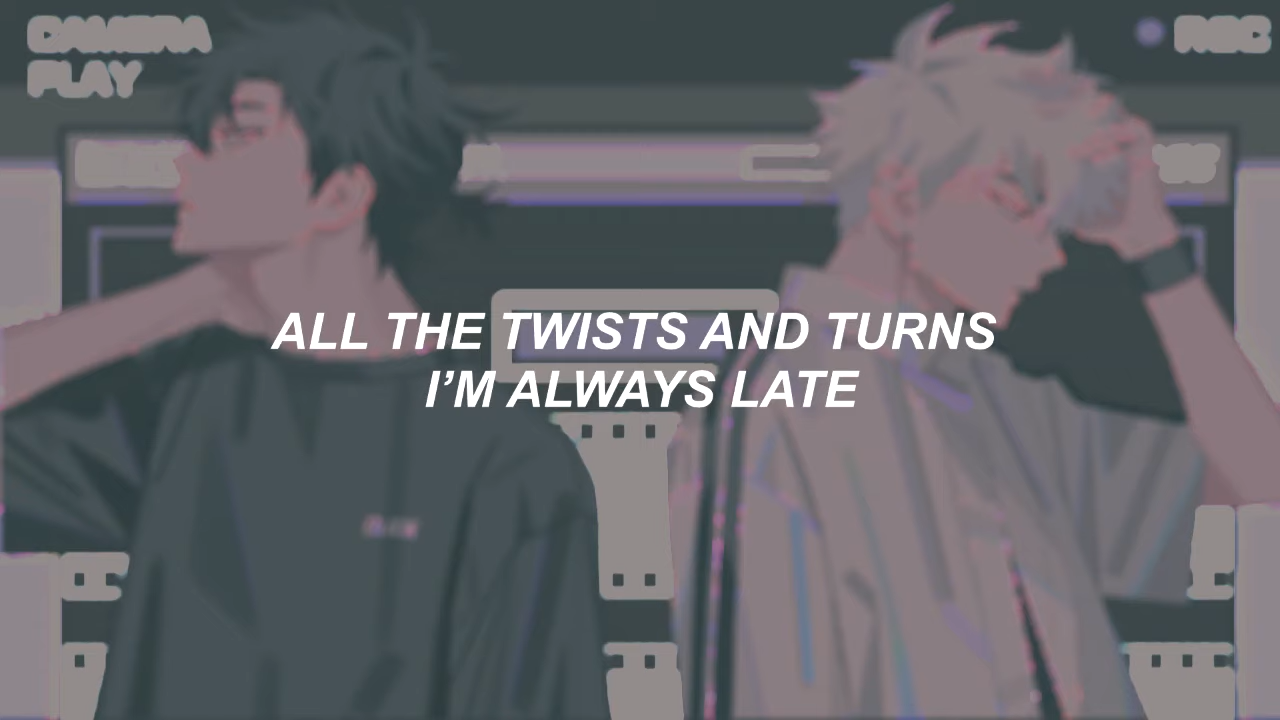 CAMERA
PLAY
REC
ALL THE TWISTS AND TURNS
I’M ALWAYS LATE